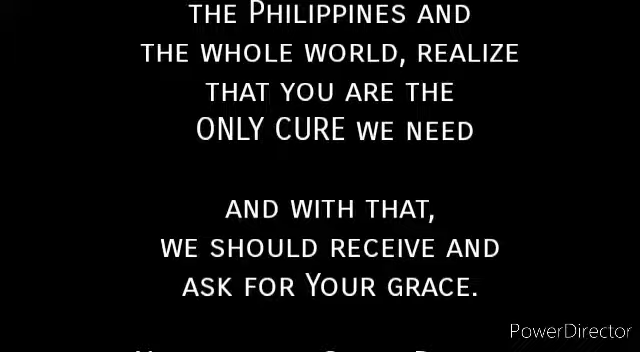 the Philippines and
the whole world, realize
that you are the
ONLY CURE we need
and with that,
we should receive and
ask for Your grace.
PowerDirector